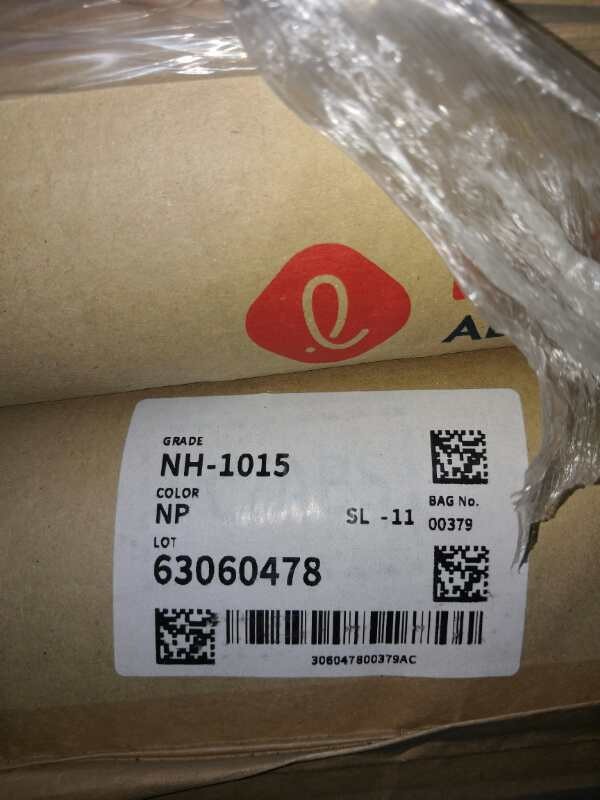 GRADE
NH-1015
COLOR
NP SL -11
BAG No.
00379
LOT
63060478
306047800379AC